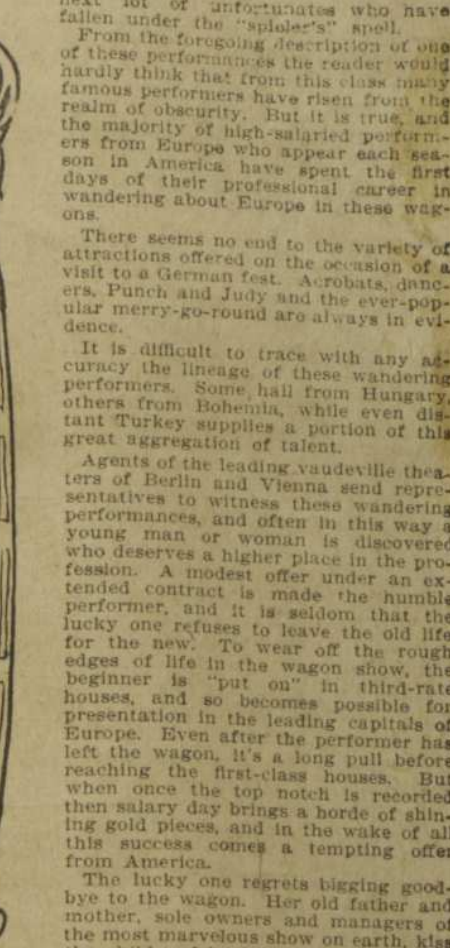 next lot of unfortunates who have
fallen under the "spieler's" spell.
From the foregoing description of one
of these performances the reader would
hardly think that from this class many
famous performers have risen from the
realm of obscurity. But it is true, and
the majority of high-salaried perform-
ers from Europe who appear each sea-
son in America have spent the first
days of their professional career in
wandering about Europe in these wag-
ons.
There seems no end to the variety of
attractions offered on the occasion of a
visit to a German fest. Acrobats, danc-
ers, Punch and Judy and the ever-pop-
ular merry-go-round are always in evi-
dence.
It is difficult to trace with any ac-
curacy the lineage of these wandering
performers. Some hail from Hungary,
others from Bohemia, while even dis-
tant Turkey supplies a portion of this
great aggregation of talent.
Agents of the leading vaudeville thea-
ters of Berlin and Vienna send repre-
sentatives to witness these wandering
performances, and often in this way a
young man or woman is discovered
who deserves a higher place in the pro-
fession. A modest offer under an ex-
tended contract is made the humble
performer, and it is seldom that the
lucky one refuses to leave the old life
for the new. To wear off the rough
edges of life in the wagon show, the
beginner is "put on" in third-rate
houses, and so becomes possible for
presentation in the leading capitals of
Europe. Even after the performer has
left the wagon, it's a long pull before
reaching the first-class houses. But
when once the top notch is recorded
then salary day brings a horde of shin-
ing gold pieces, and in the wake of all
this success comes a tempting offer
from America.
The lucky one regrets bigging good-
bye to the wagon. Her old father and
mother, sole owners and managers of
the most marvelous show on earth, kiss